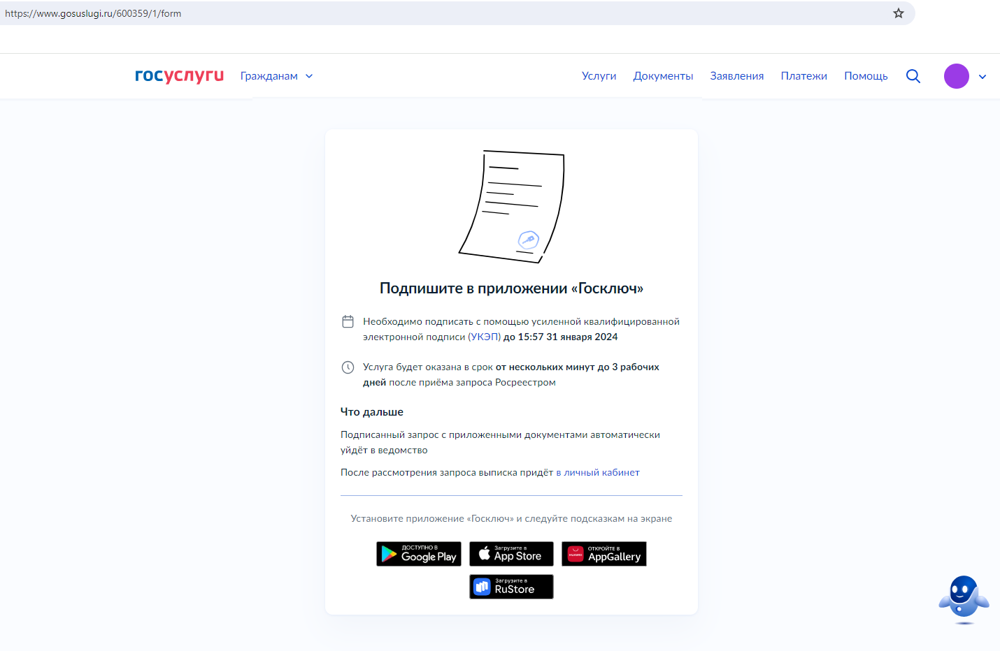 https://www.gosuslugi.ru/600359/1/form
госуслуги Гражданам Услуги Документы Заявления Платежи Помощь
Подпишите в приложении «Госключ»
Необходимо подписать с помощью усиленной квалифицированной
электронной подписи (УКЭП) до 15:57 31 января 2024
Услуга будет оказана в срок от нескольких минут до 3 рабочих
дней после приёма запроса Росреестром
Что дальше
Подписанный запрос с приложенными документами автоматически
уйдёт в ведомство
После рассмотрения запроса выписка придёт в личный кабинет
Установите приложение «Госключ» и следуйте подсказкам на экране
ДОСТУПНО В
Google Play
Загрузите в
App Store
HUAWEI
ОТКРОЙТЕ В
AppGallery
Загрузите в
RuStore